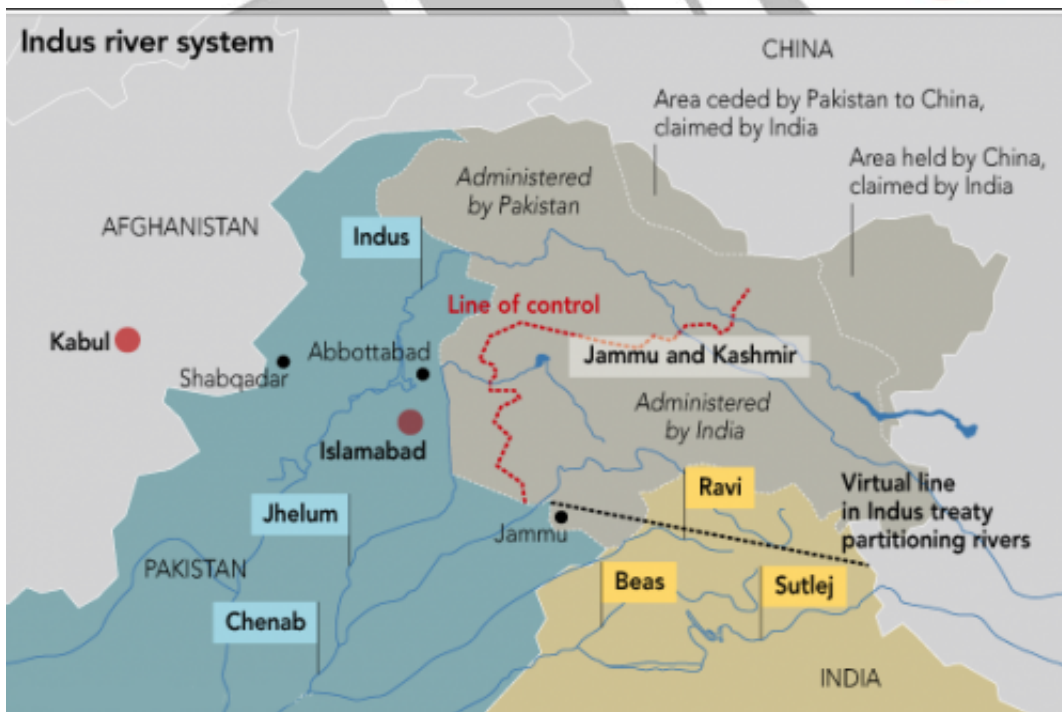 Indus river system
CHINA
Area ceded by Pakistan to China,
claimed by India
Area held by China,
claimed by India
Administered
by Pakistan
AFGHANISTAN
Indus
Line of control
Kabul
Abbottabad
Shabqadar
Jammu and Kashmir
Administered
by India
Islamabad
Ravi
Virtual line
in Indus treaty
partitioning rivers
Jhelum
Jammu
PAKISTAN
Beas
Sutlej
Chenab
INDIA